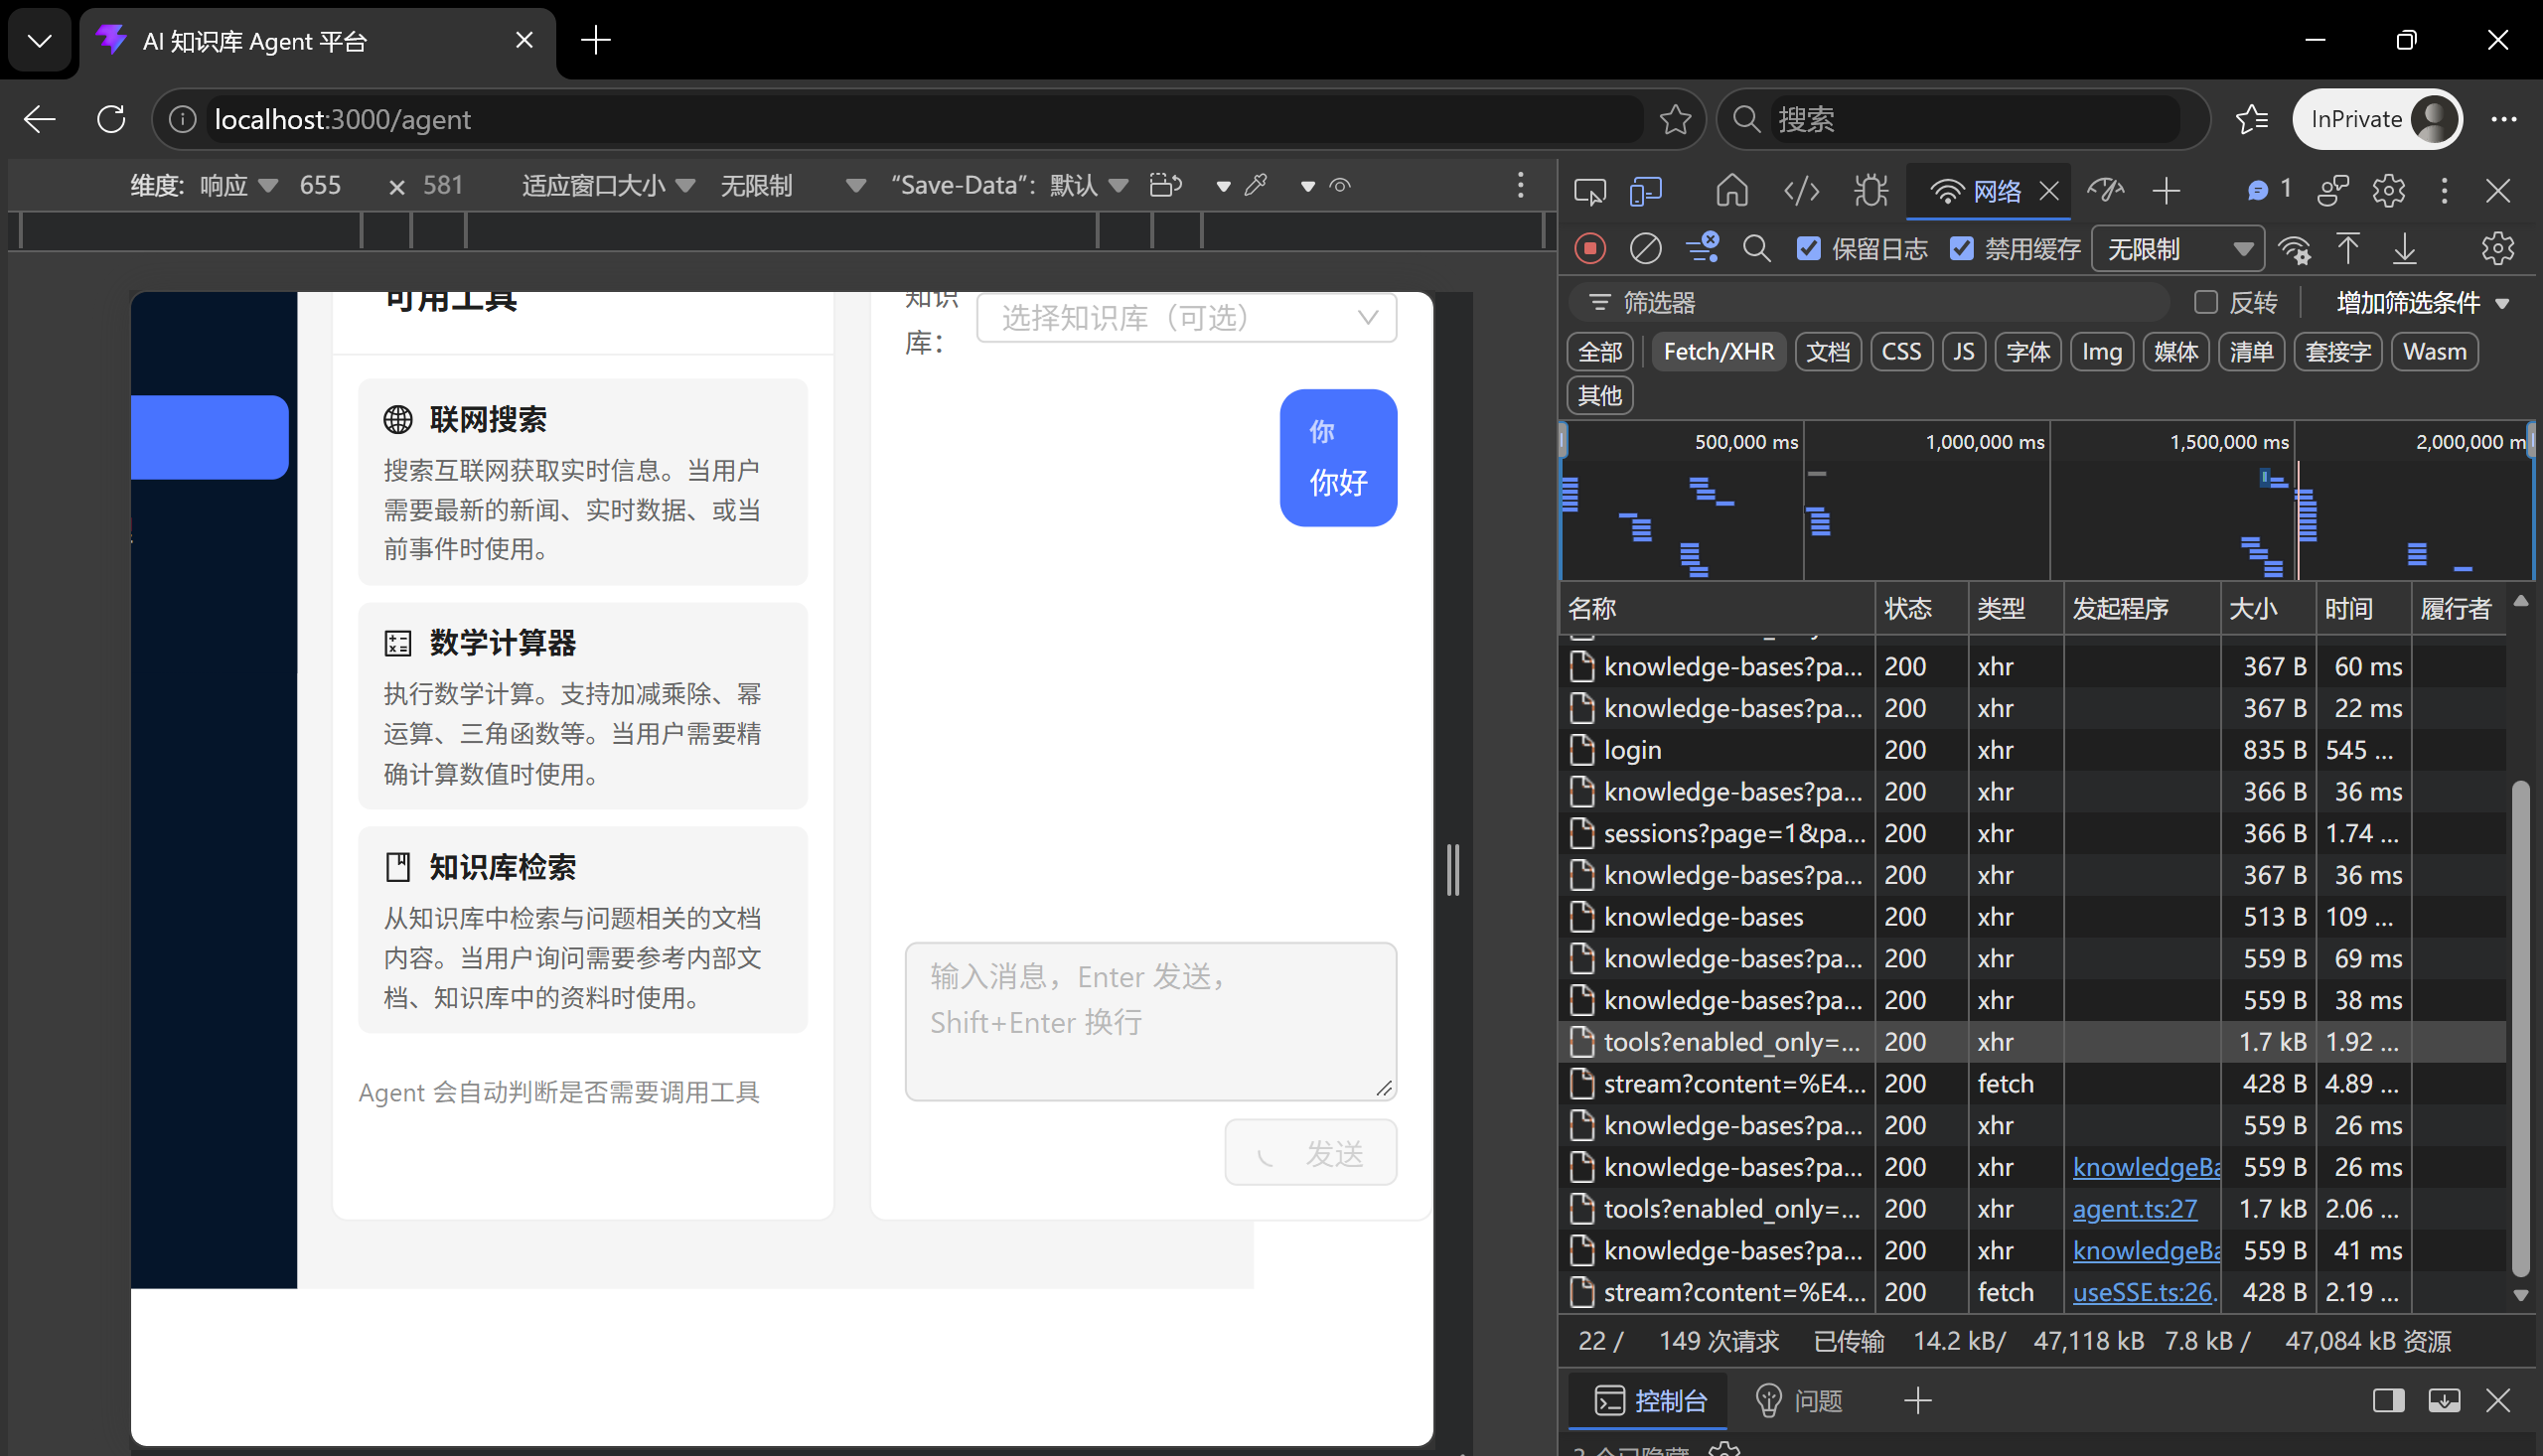 AI 知识库 Agent 平台
localhost:3000/agent
搜索
InPrivate
维度: 响应 655 × 581 适应窗口大小 无限制 “Save-Data”: 默认
网络
1
保留日志 禁用缓存 无限制
筛选器 反转 增加筛选条件
全部 Fetch/XHR 文档 CSS JS 字体 Img 媒体 清单 套接字 Wasm
其他
500,000 ms 1,000,000 ms 1,500,000 ms 2,000,000 m
可用工具
联网搜索
搜索互联网获取实时信息。当用户
需要最新的新闻、实时数据、或当
前事件时使用。
数学计算器
执行数学计算。支持加减乘除、幂
运算、三角函数等。当用户需要精
确计算数值时使用。
知识库检索
从知识库中检索与问题相关的文档
内容。当用户询问需要参考内部文
档、知识库中的资料时使用。
Agent 会自动判断是否需要调用工具
知识
库:
选择知识库（可选）
你
你好
输入消息，Enter 发送，
Shift+Enter 换行
发送
名称 状态 类型 发起程序 大小 时间 履行者
knowledge-bases?pa... 200 xhr 367 B 60 ms
knowledge-bases?pa... 200 xhr 367 B 22 ms
login 200 xhr 835 B 545 ...
knowledge-bases?pa... 200 xhr 366 B 36 ms
sessions?page=1&pa... 200 xhr 366 B 1.74 ...
knowledge-bases?pa... 200 xhr 367 B 36 ms
knowledge-bases 200 xhr 513 B 109 ...
knowledge-bases?pa... 200 xhr 559 B 69 ms
knowledge-bases?pa... 200 xhr 559 B 38 ms
tools?enabled_only=... 200 xhr 1.7 kB 1.92 ...
stream?content=%E4... 200 fetch 428 B 4.89 ...
knowledge-bases?pa... 200 xhr 559 B 26 ms
knowledge-bases?pa... 200 xhr knowledgeBa 559 B 26 ms
tools?enabled_only=... 200 xhr agent.ts:27 1.7 kB 2.06 ...
knowledge-bases?pa... 200 xhr knowledgeBa 559 B 41 ms
stream?content=%E4... 200 fetch useSSE.ts:26. 428 B 2.19 ...
22 / 149 次请求 已传输 14.2 kB/ 47,118 kB 7.8 kB / 47,084 kB 资源
控制台 问题